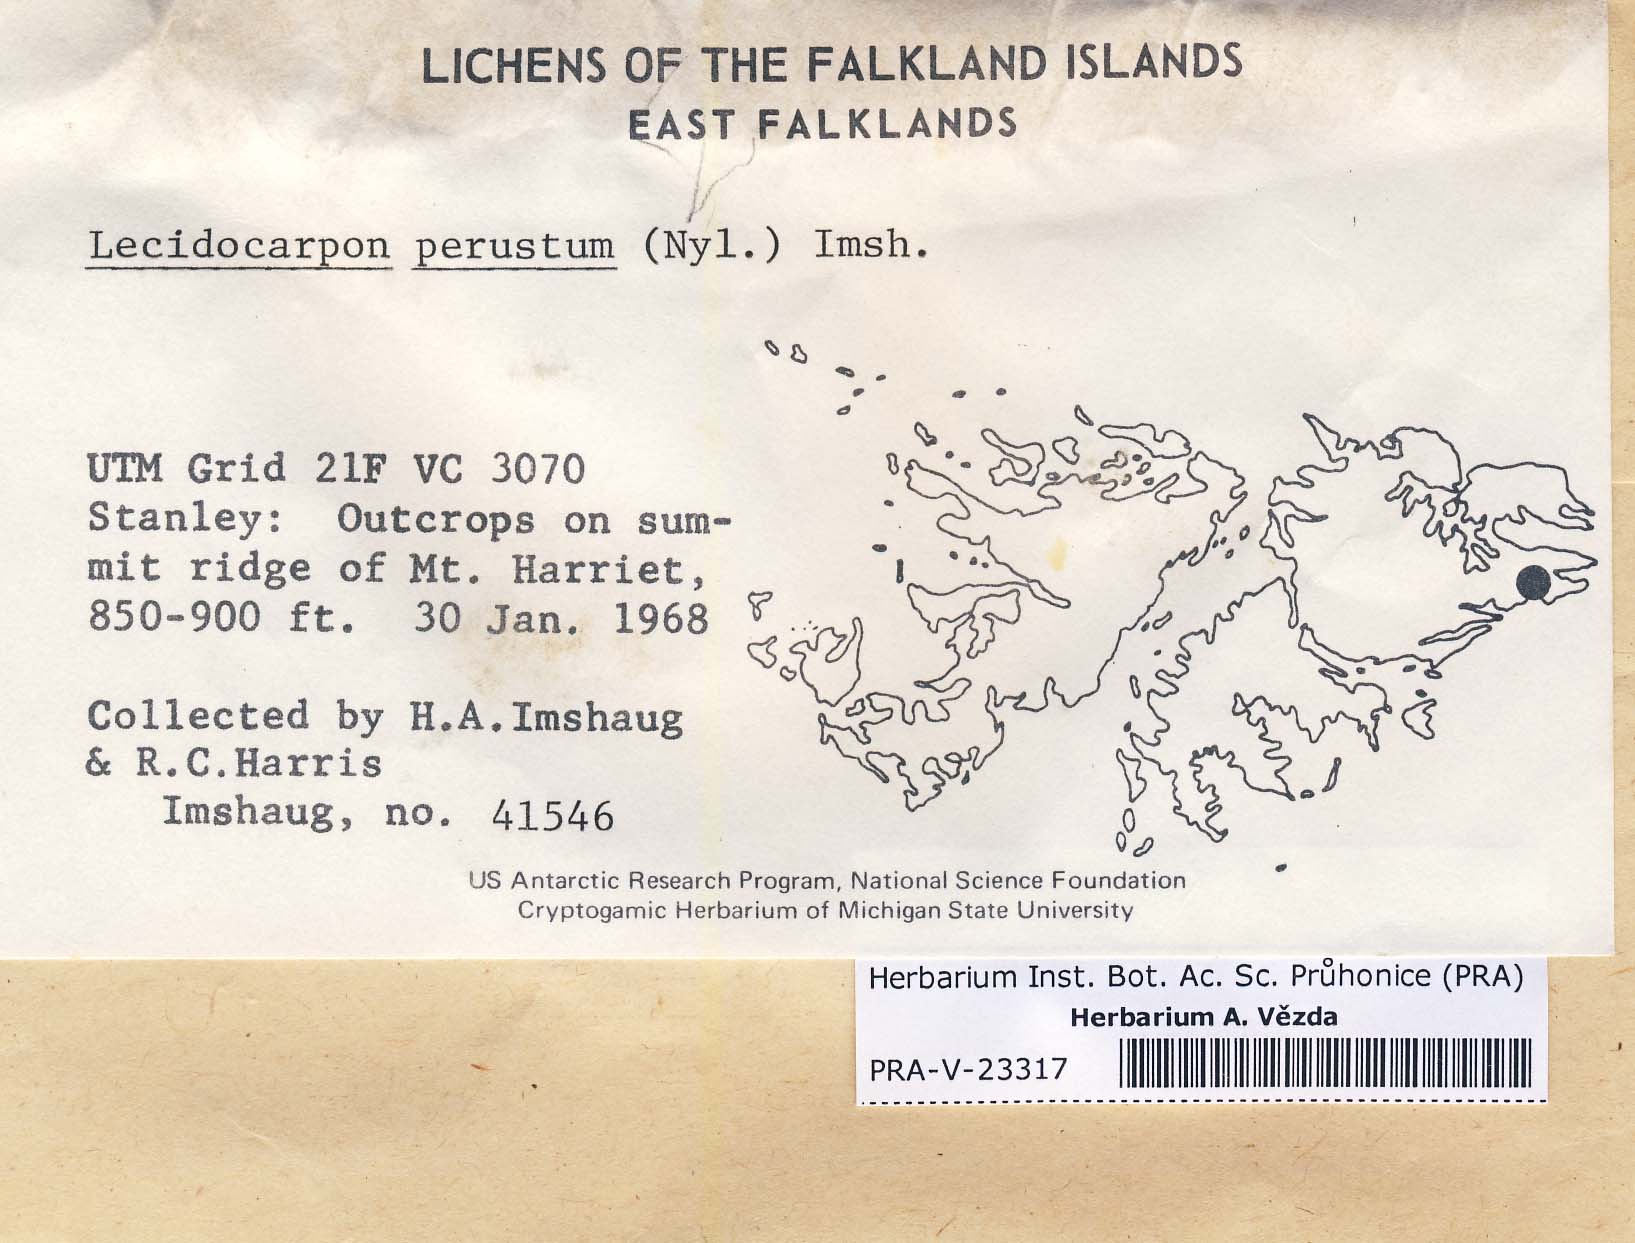 LICHENS OF THE FALKLAND ISLANDS
EAST FALKLANDS
Lecidocarpon perustum (Nyl.) Imsh.
UTM Grid 21F VC 3070
Stanley: Outcrops on sum-
mit ridge of Mt. Harriet,
850-900 ft. 30 Jan. 1968
Collected by H.A.Imshaug
& R.C.Harris
Imshaug, no. 41546
US Antarctic Research Program, National Science Foundation
Cryptogamic Herbarium of Michigan State University
Herbarium Inst. Bot. Ac. Sc. Průhonice (PRA)
Herbarium A. Vězda
PRA-V-23317